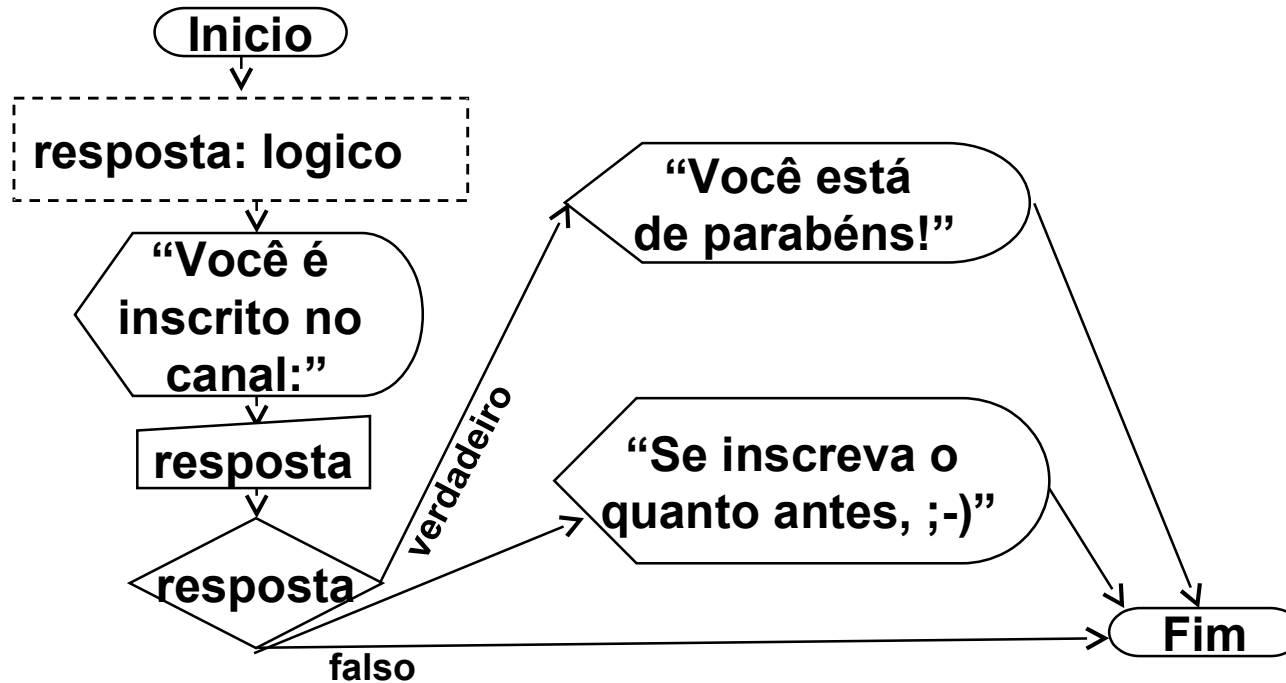 Inicio
resposta: logico
“Você é
inscrito no
canal:”
resposta
resposta
verdadeiro
“Você está
de parabéns!”
“Se inscreva o
quanto antes, ;-)”
falso
Fim